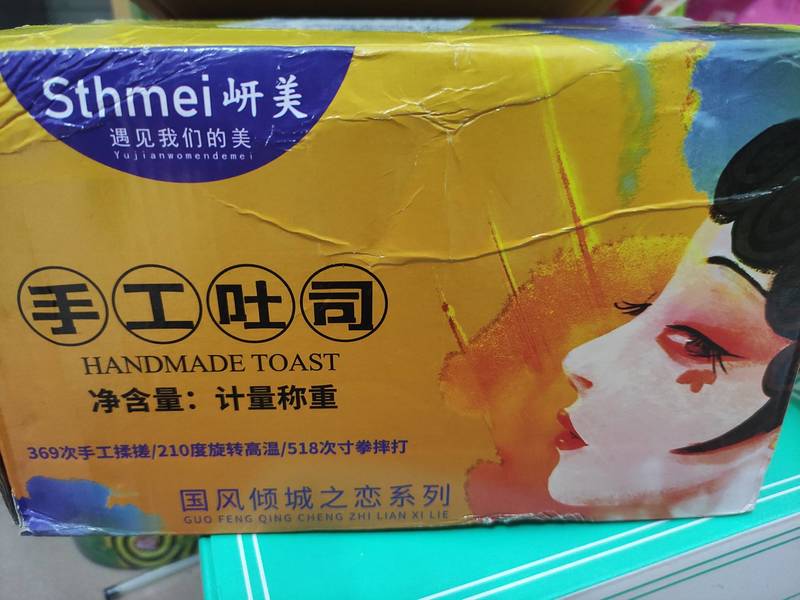 Sthmei 岍美
遇见我们的美
Yujianwomendemei
手工吐司
HANDMADE TOAST
净含量：计量称重
369次手工揉搓/210度旋转高温/518次寸拳摔打
国风倾城之恋系列
GUO FENG QING CHENG ZHI LIAN XI LIE